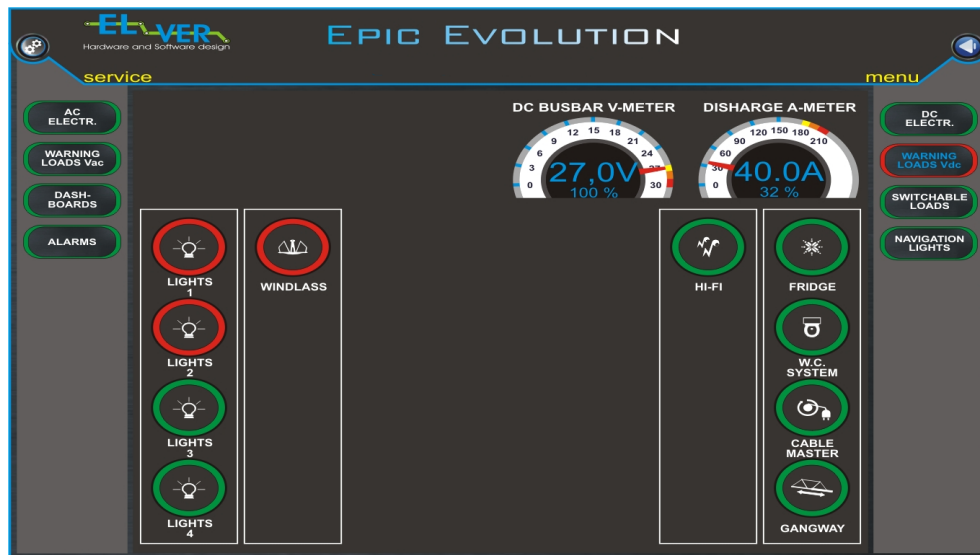 EL-VER
Hardware and Software design
EPIC EVOLUTION
service
menu
AC
ELECTR.
WARNING
LOADS Vac
DASH-
BOARDS
ALARMS
DC BUSBAR V-METER
0 3 6 9 12 15 18 21 24 27 30
27,0V
100 %
DISHARGE A-METER
0 30 60 90 120 150 180 210
40.0A
32 %
DC
ELECTR.
WARNING
LOADS Vdc
SWITCHABLE
LOADS
NAVIGATION
LIGHTS
LIGHTS
1
LIGHTS
2
LIGHTS
3
LIGHTS
4
WINDLASS
HI-FI
FRIDGE
W.C.
SYSTEM
CABLE
MASTER
GANGWAY